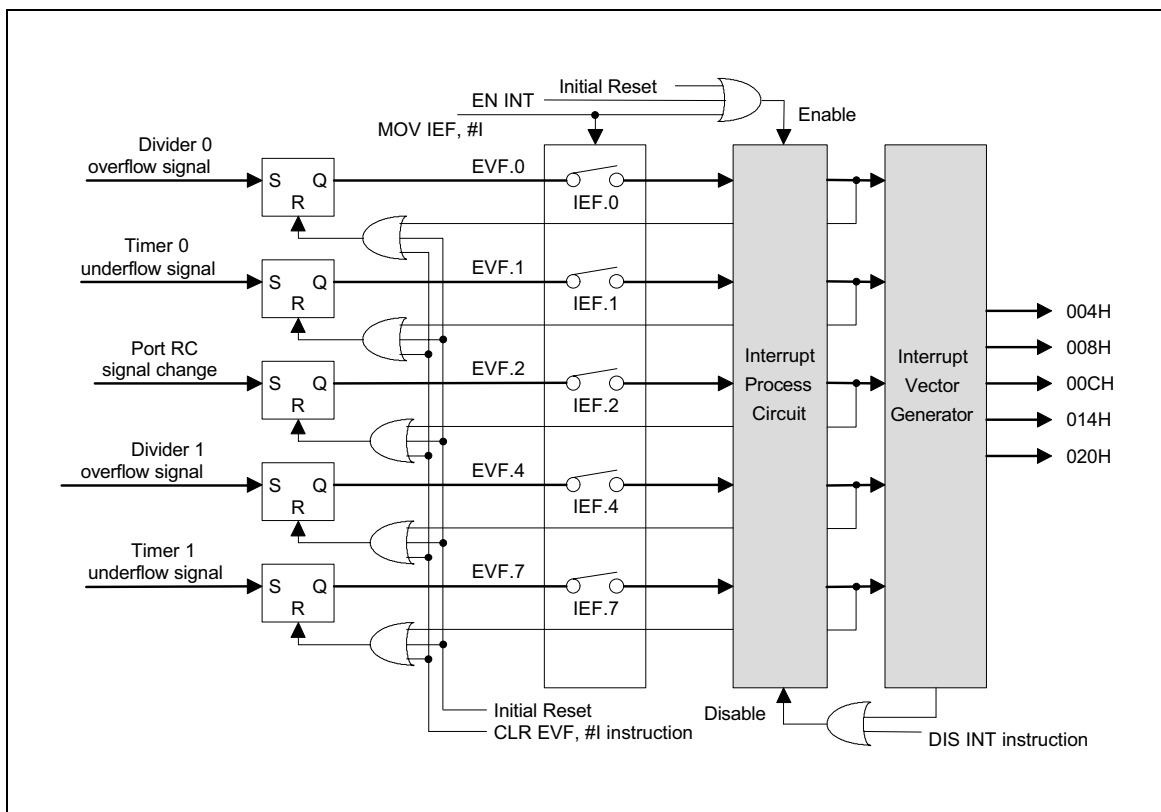 Initial Reset
EN INT
MOV IEF, #I
Enable
Divider 0
overflow signal
S Q
R
EVF.0
IEF.0
Timer 0
underflow signal
S Q
R
EVF.1
IEF.1
Port RC
signal change
S Q
R
EVF.2
IEF.2
Divider 1
overflow signal
S Q
R
EVF.4
IEF.4
Timer 1
underflow signal
S Q
R
EVF.7
IEF.7
Interrupt
Process
Circuit
Interrupt
Vector
Generator
004H
008H
00CH
014H
020H
Initial Reset
CLR EVF, #I instruction
Disable
DIS INT instruction